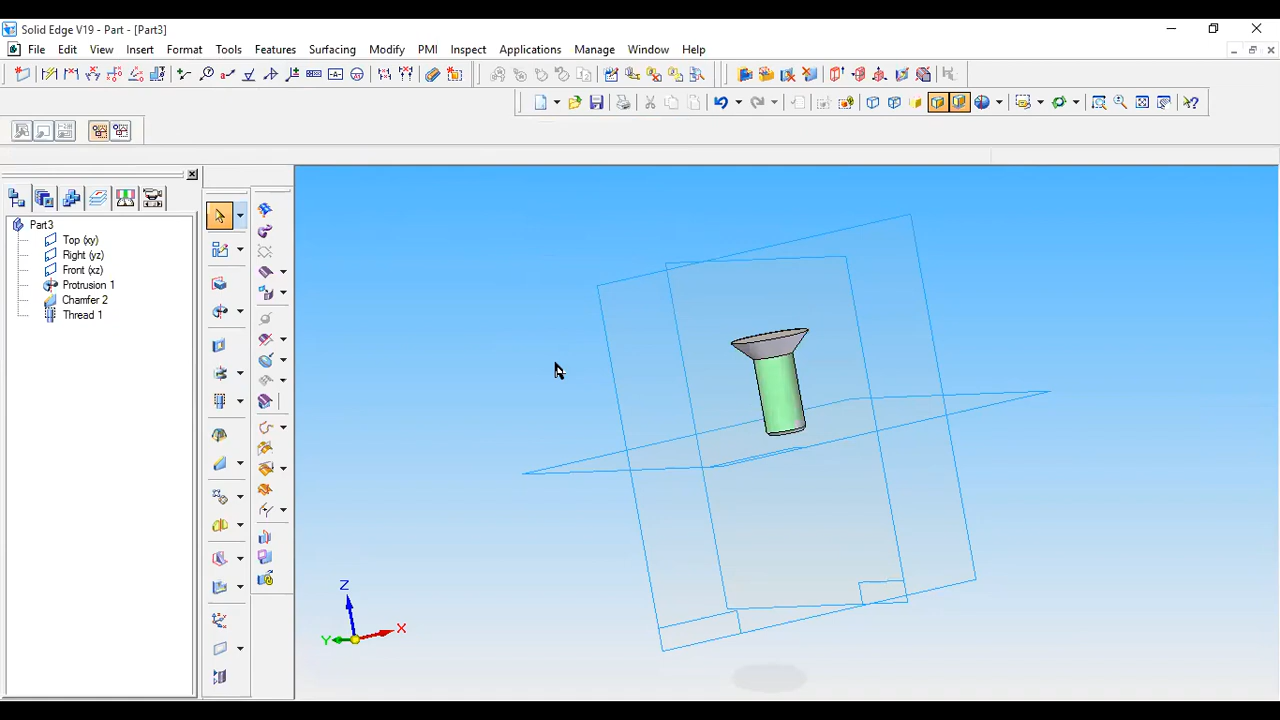 Solid Edge V19 - Part - [Part3]
File Edit View Insert Format Tools Features Surfacing Modify PMI Inspect Applications Manage Window Help
Part3
Top (xy)
Right (yz)
Front (xz)
Protrusion 1
Chamfer 2
Thread 1
Z
Y
X